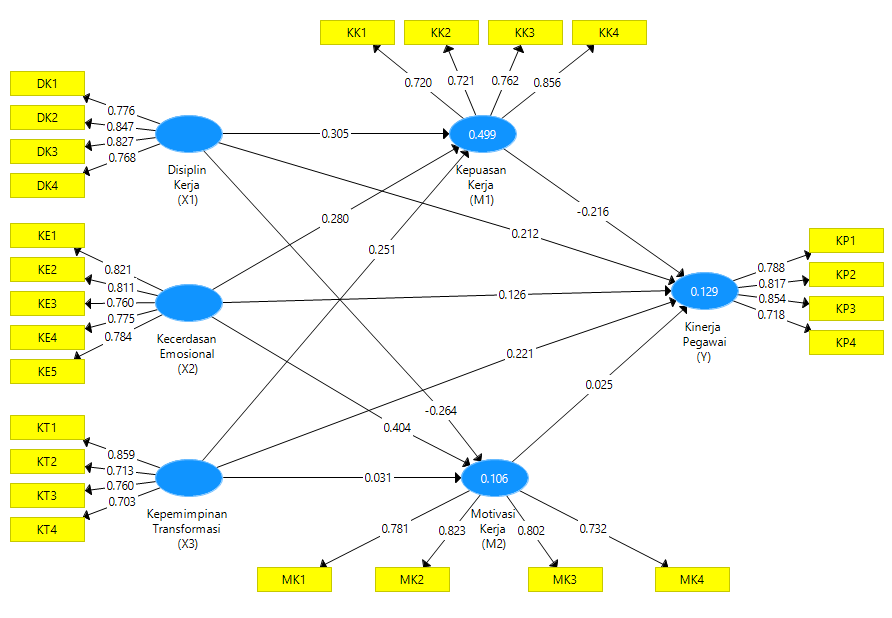 KK1
KK2
KK3
KK4
0.720
0.721
0.762
0.856
DK1
DK2
DK3
DK4
0.776
0.847
0.827
0.768
Disiplin
Kerja
(X1)
0.305
0.499
Kepuasan
Kerja
(M1)
0.280
0.251
0.212
-0.216
KE1
KE2
KE3
KE4
KE5
0.821
0.811
0.760
0.775
0.784
Kecerdasan
Emosional
(X2)
0.126
0.129
Kinerja
Pegawai
(Y)
KP1
KP2
KP3
KP4
0.788
0.817
0.854
0.718
0.221
0.025
-0.264
0.404
KT1
KT2
KT3
KT4
0.859
0.713
0.760
0.703
Kepemimpinan
Transformasi
(X3)
0.031
0.106
Motivasi
Kerja
(M2)
0.781
0.823
0.802
0.732
MK1
MK2
MK3
MK4